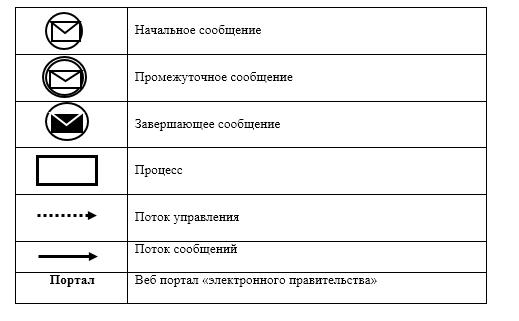 Начальное сообщение
Промежуточное сообщение
Завершающее сообщение
Процесс
Поток управления
Поток сообщений
Портал Веб портал «электронного правительства»